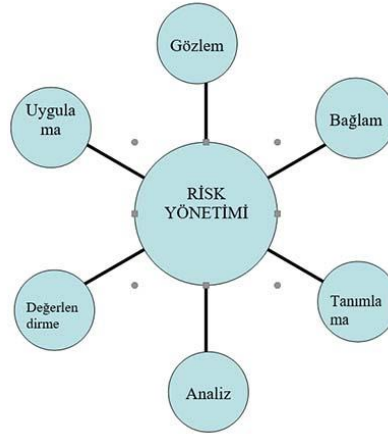 Gözlem
Uygula
ma
Bağlam
RİSK
YÖNETİMİ
Değerlen
dirme
Tanımla
ma
Analiz